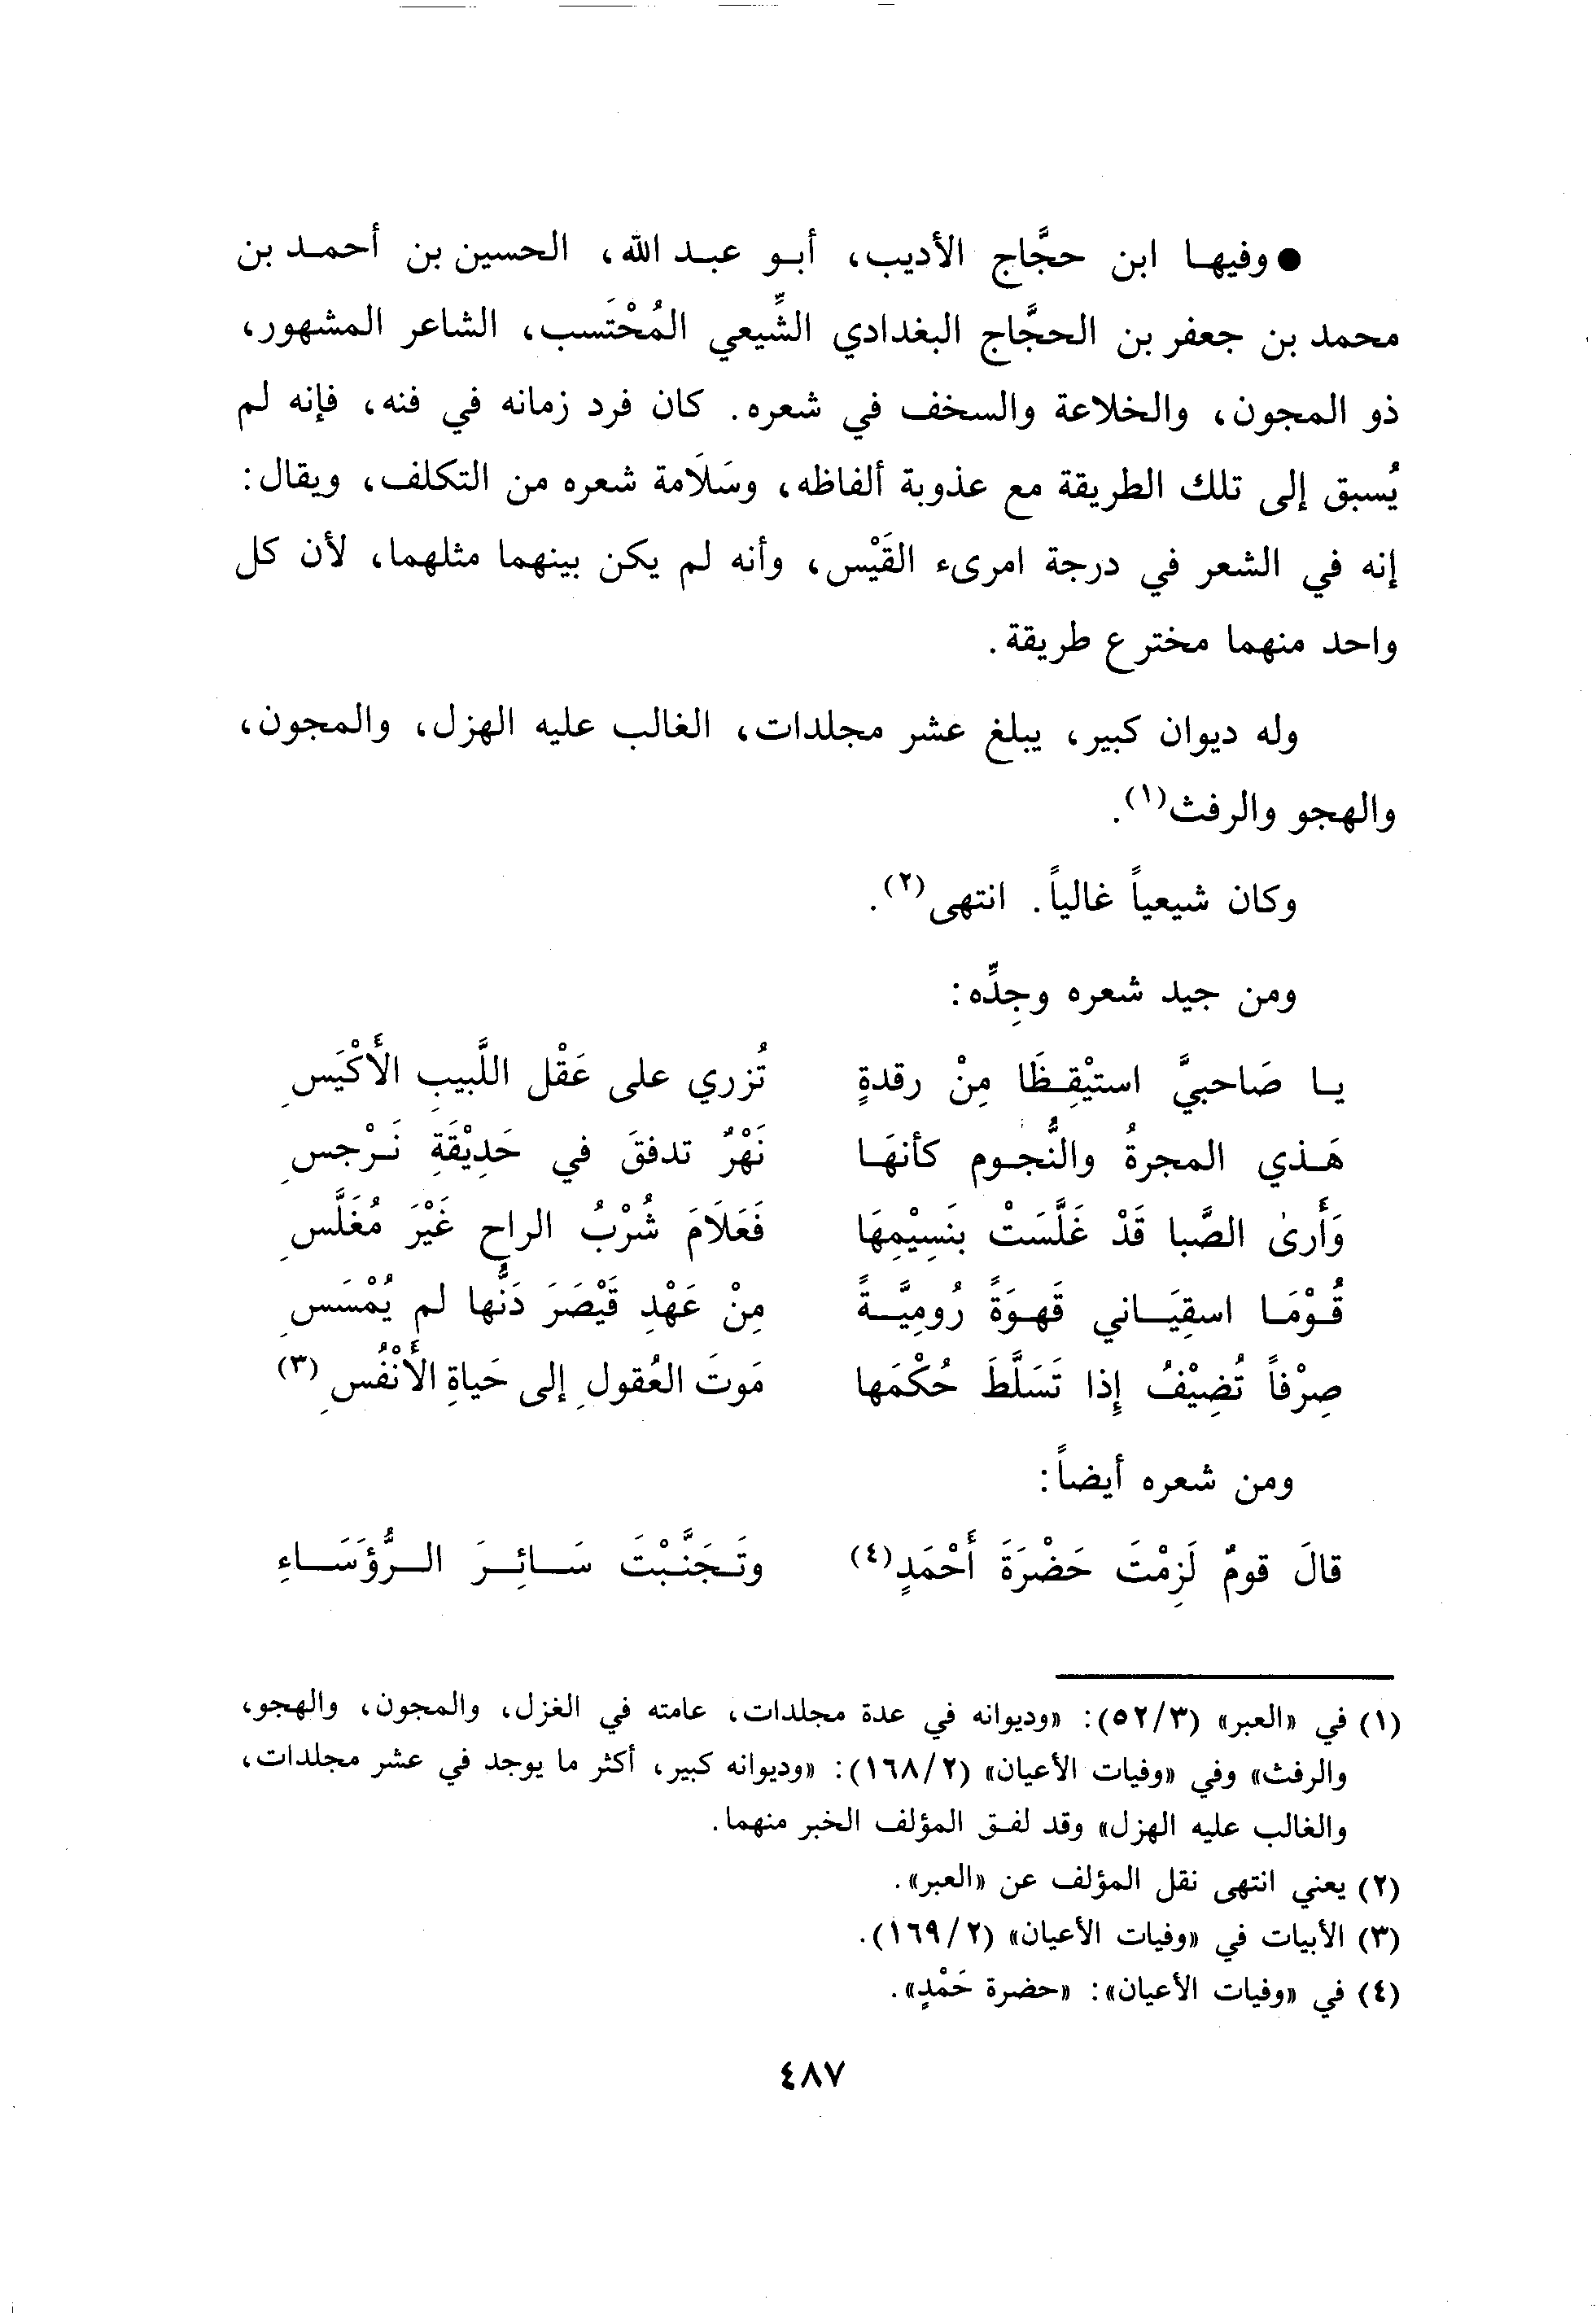 ● وفيها ابن حجَّاج الأديب، أبو عبد الله، الحسين بن أحمد بن
محمد بن جعفر بن الحجَّاج البغدادي الشِّيعي المُحْتَسب، الشاعر المشهور،
ذو المجون، والخلاعة والسخف في شعره. كان فرد زمانه في فنه، فإنه لم
يُسبق إلى تلك الطريقة مع عذوبة ألفاظه، وسَلَامة شعره من التكلف، ويقال:
إنه في الشعر في درجة امرىء القَيْس، وأنه لم يكن بينهما مثلهما، لأن كل
واحد منهما مخترع طريقة.
وله ديوان كبير، يبلغ عشر مجلدات، الغالب عليه الهزل، والمجون،
والهجو والرفث(١).
وكان شيعياً غالياً. انتهى(٢).
ومن جيد شعره وجِدِّه:
يا صَاحبيَّ استيْقِظَا مِنْ رقدةٍ تُزري على عَقْل اللَّبيبِ الأَكْيَسِ
هَذي المجرةُ والنُّجوم كأنهَا نَهْرٌ تدفقَ في حَدِيْقَةِ نَرْجسِ
وَأَرىٰ الصَّبا قَدْ غَلَّسَتْ بنَسِيْمِهَا فَعَلَامَ شُرْبُ الراحِ غَيْرَ مُغَلَّسِ
قُوْمَا اسقِيَاني قَهوَةً رُومِيَّةً مِنْ عَهْدِ قَيْصَرَ دَنُّها لم يُمْسَسِ
صِرْفاً تُضِيْفُ إِذا تَسَلَّطَ حُكْمَها مَوتَ العُقولِ إلى حَياةِ الأَنْفُسِ (٣)
ومن شعره أيضاً:
قالَ قومٌ لَزِمْتَ حَضْرَةَ أَحْمَدٍ(٤) وتَجَنَّبْتَ سَائِرَ الرُّؤَسَاءِ
(١) في «العبر» (٥٢/٣): «وديوانه في عدة مجلدات، عامته في الغزل، والمجون، والهجو،
والرفث» وفي «وفيات الأعيان» (١٦٨/٢): «وديوانه كبير، أكثر ما يوجد في عشر مجلدات،
والغالب عليه الهزل» وقد لفق المؤلف الخبر منهما.
(٢) يعني انتهى نقل المؤلف عن «العبر».
(٣) الأبيات في «وفيات الأعيان» (١٦٩/٢).
(٤) في «وفيات الأعيان»: «حضرة حَمْدٍ».
٤٨٧